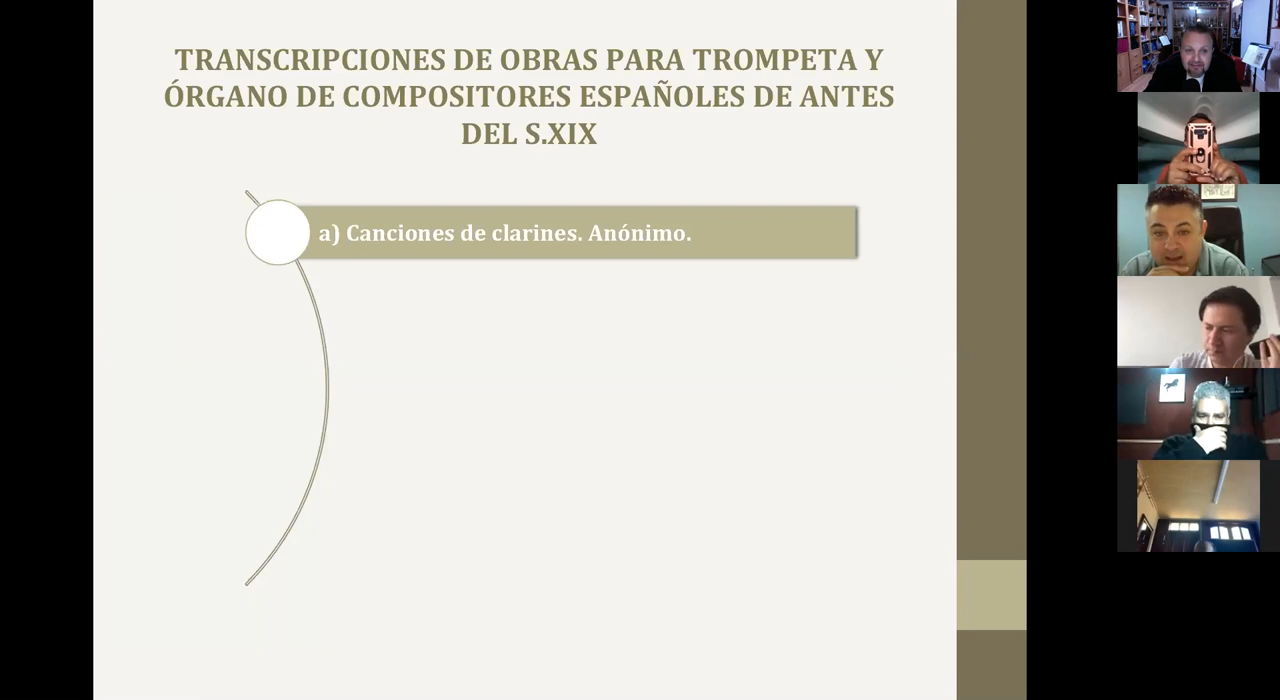 TRANSCRIPCIONES DE OBRAS PARA TROMPETA Y
ÓRGANO DE COMPOSITORES ESPAÑOLES DE ANTES
DEL S.XIX
a) Canciones de clarines. Anónimo.